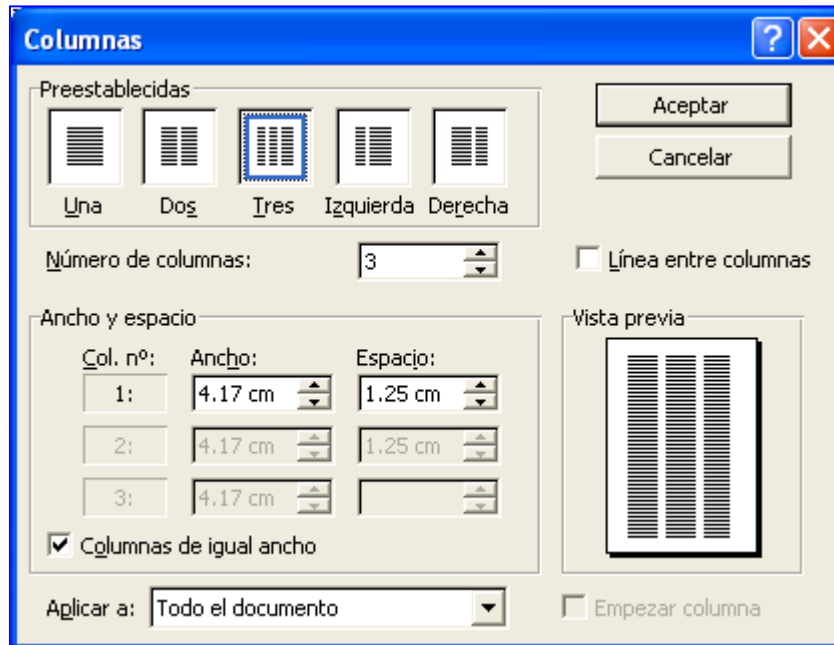 Columnas
Preestablecidas
Una Dos Tres Izquierda Derecha
Aceptar
Cancelar
Número de columnas: 3
Línea entre columnas
Ancho y espacio
Col. nº: Ancho: Espacio:
1: 4.17 cm 1.25 cm
2: 4.17 cm 1.25 cm
3: 4.17 cm
Columnas de igual ancho
Vista previa
Aplicar a: Todo el documento
Empezar columna